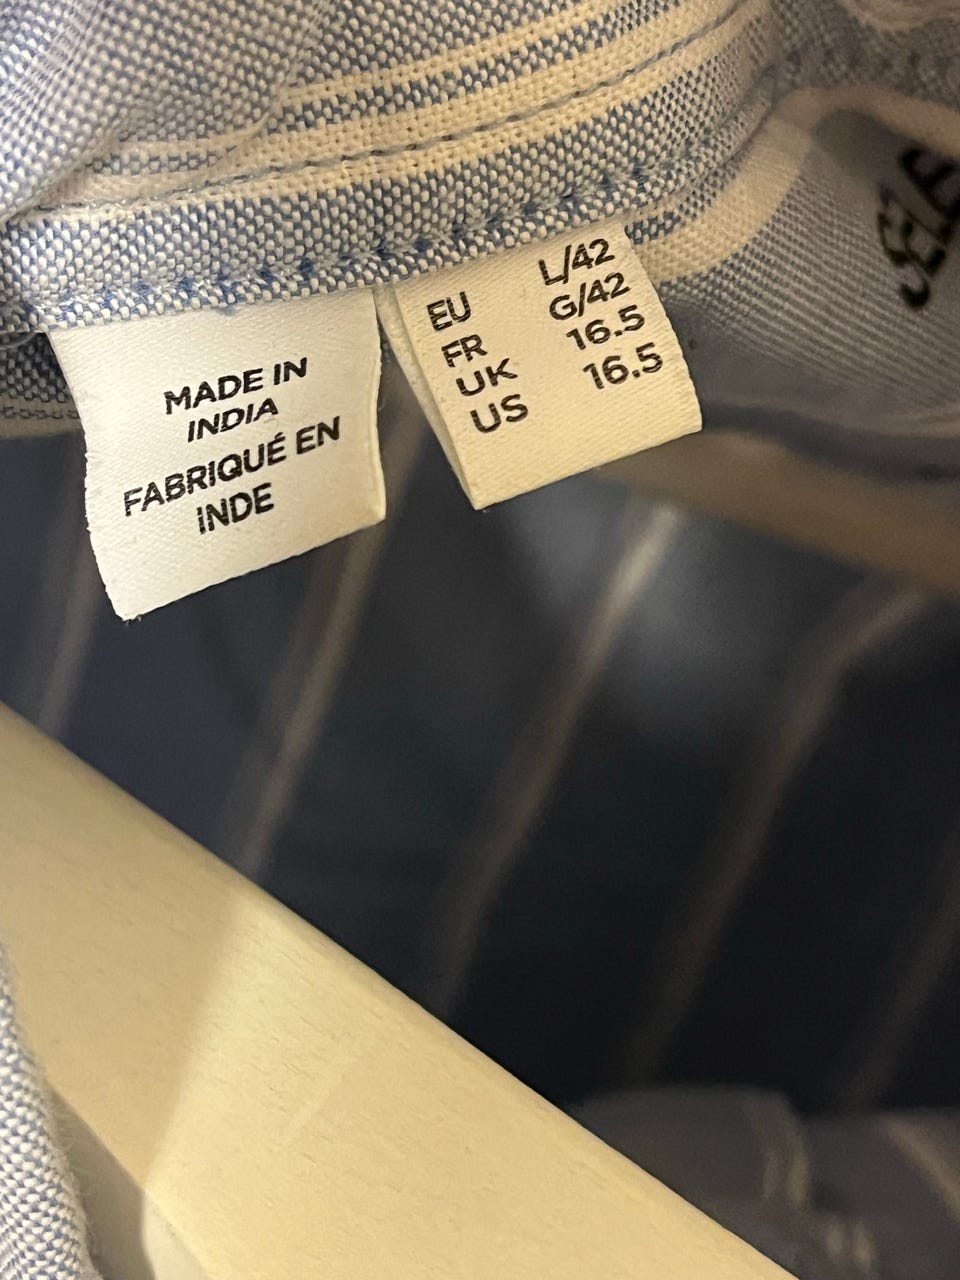 MADE IN
INDIA
FABRIQUÉ EN
INDE
EU L/42
FR G/42
UK 16.5
US 16.5